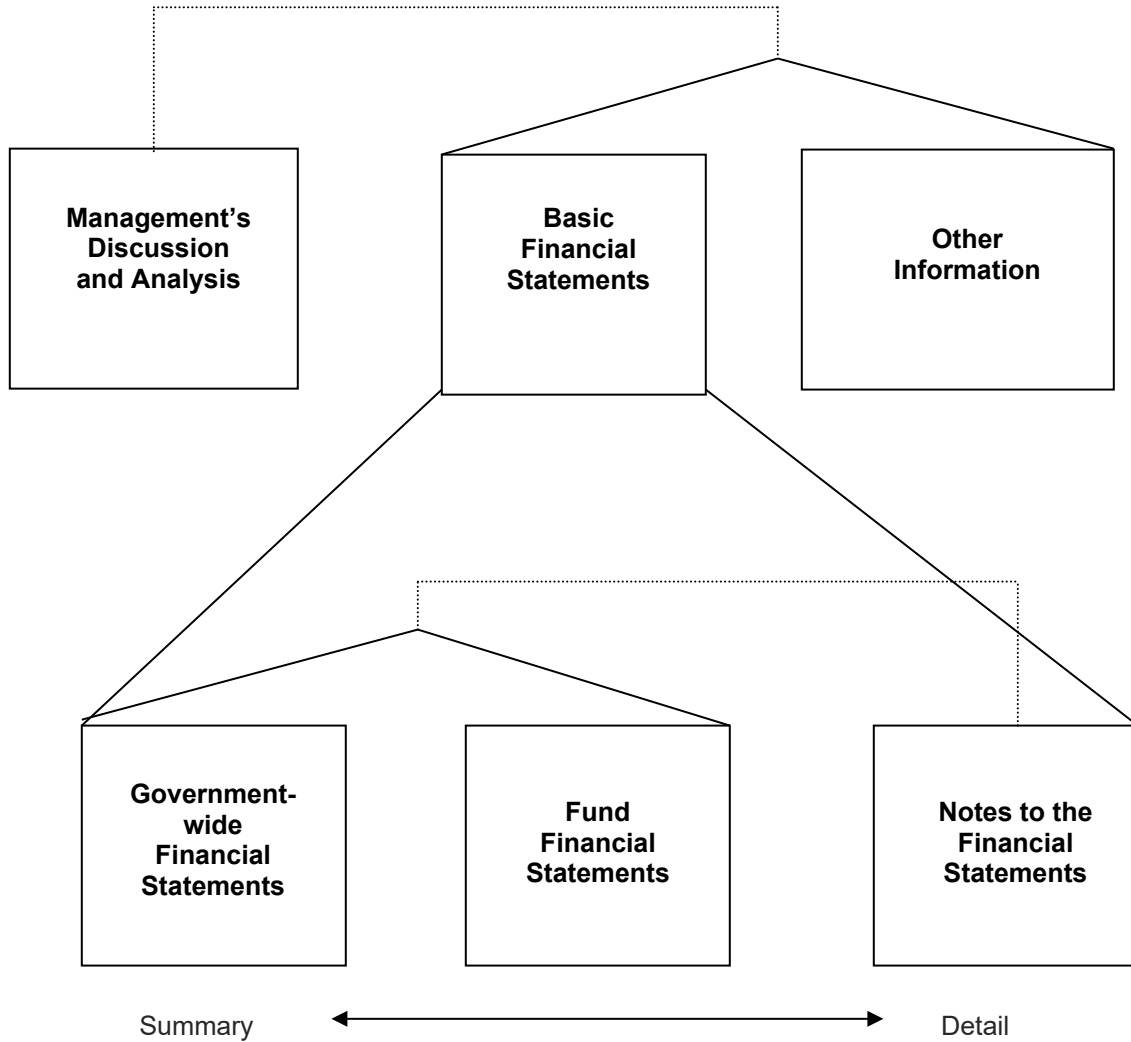 Management’s
Discussion
and Analysis
Basic
Financial
Statements
Other
Information
Government-
wide
Financial
Statements
Fund
Financial
Statements
Notes to the
Financial
Statements
Summary
Detail